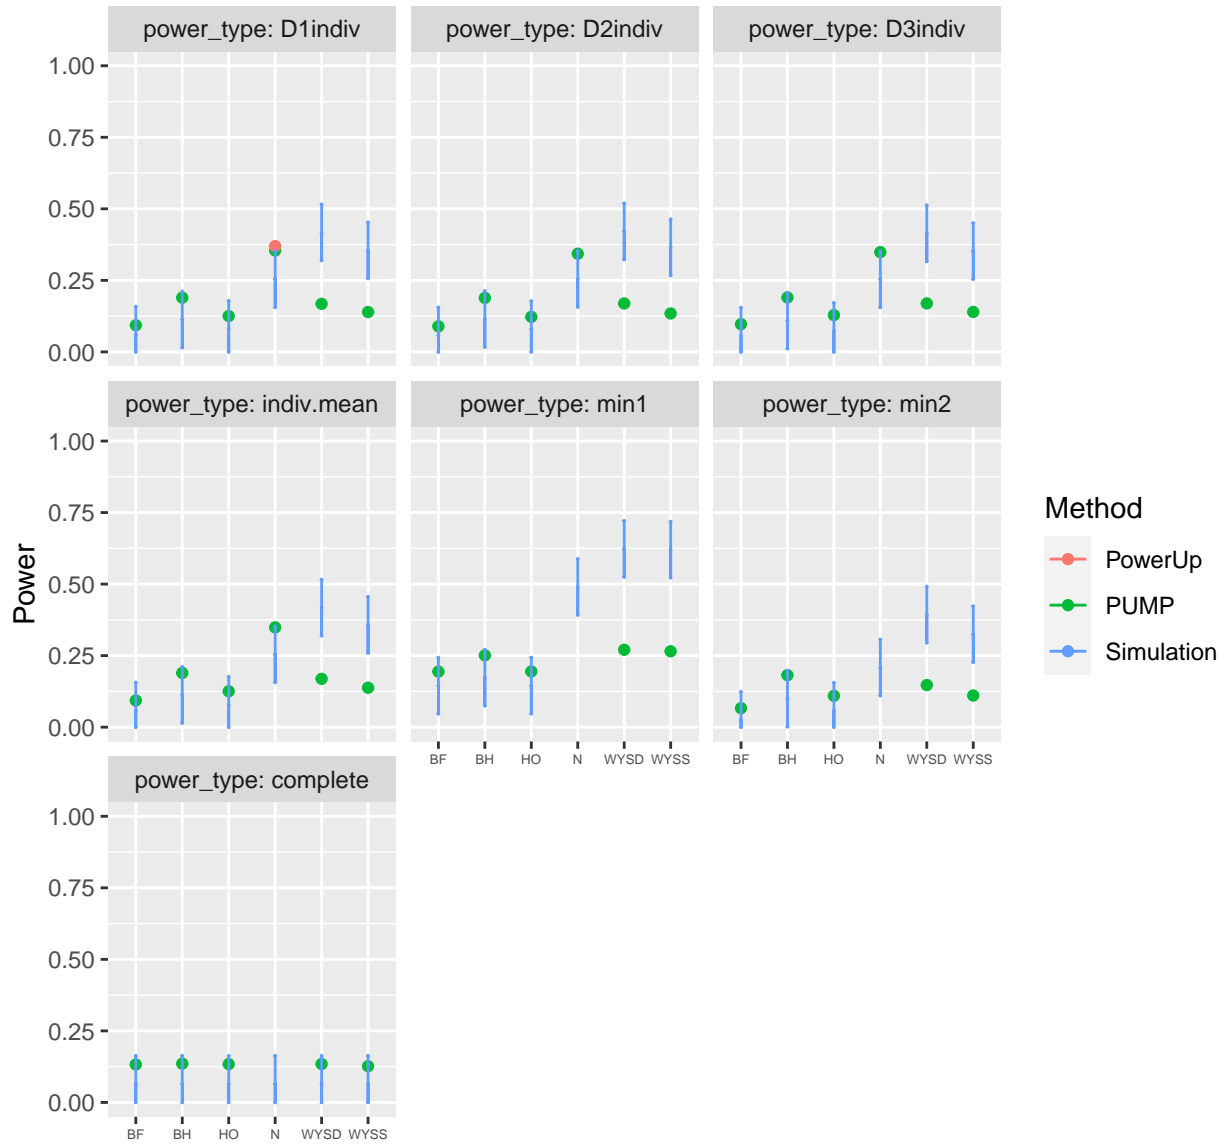 power_type: D1indiv power_type: D2indiv power_type: D3indiv
1.00
0.75
0.50
0.25
0.00
power_type: indiv.mean power_type: min1 power_type: min2
1.00
0.75
0.50
0.25
0.00
BF BH HO N WYSD WYSS BF BH HO N WYSD WYSS
power_type: complete
1.00
0.75
0.50
0.25
0.00
BF BH HO N WYSD WYSS
Power
Method
PowerUp
PUMP
Simulation